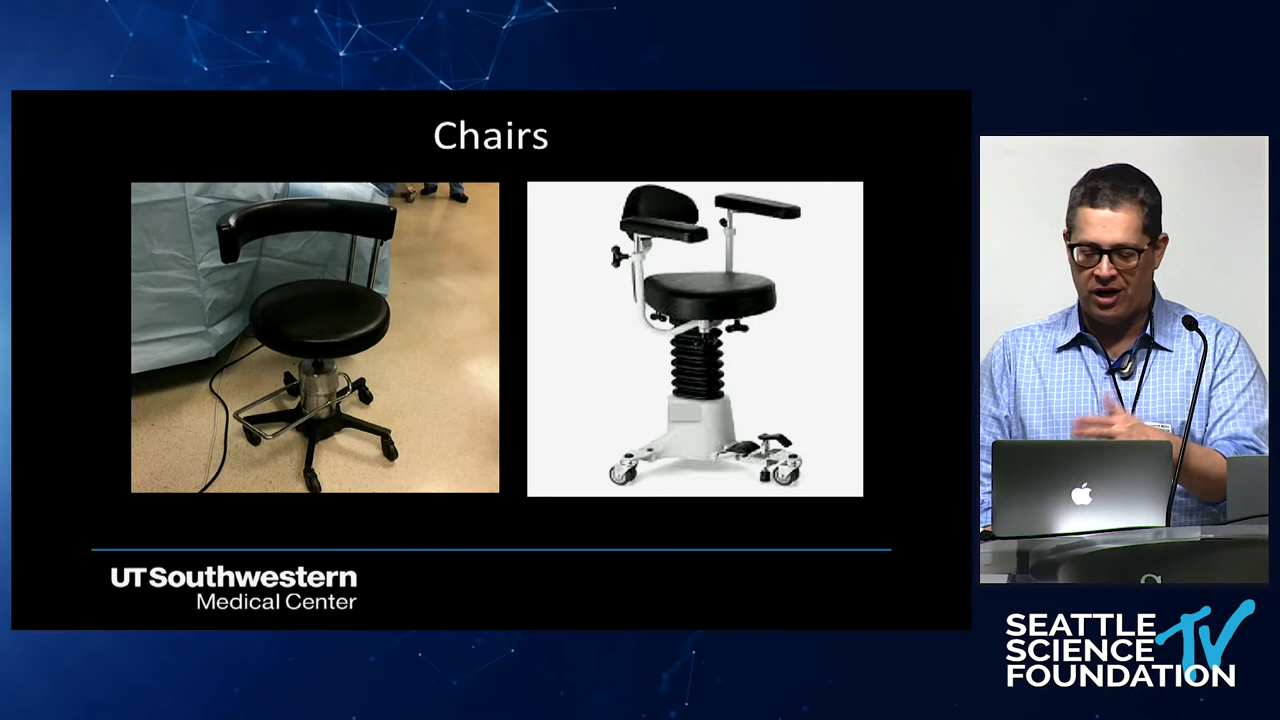 Chairs
UTSouthwestern
Medical Center
SEATTLE
SCIENCE
FOUNDATION
TV